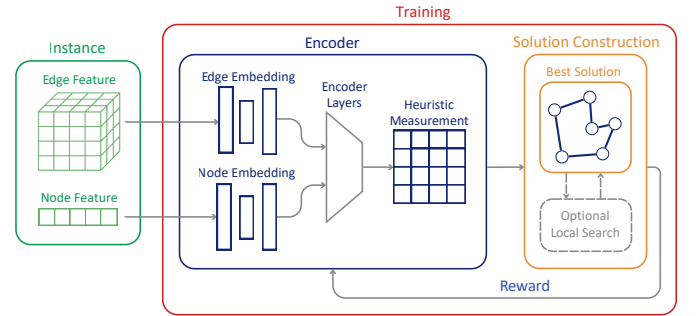 Training
Instance
Encoder
Solution Construction
Edge Feature
Edge Embedding
Encoder
Layers
Heuristic
Measurement
Best Solution
Node Feature
Node Embedding
Optional
Local Search
Reward